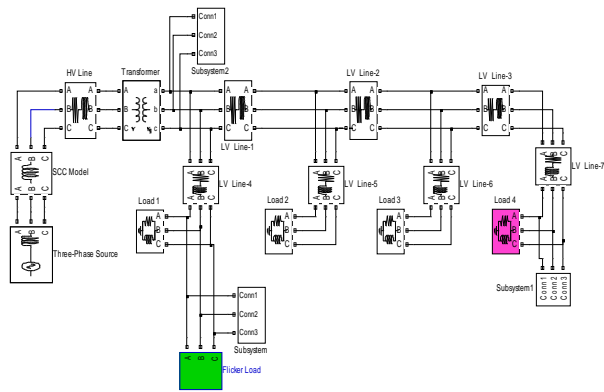 Conn1
Conn2
Conn3
Subsystem2
HV Line
A A
B B
C C
Transformer
A a
B b
C c
LV Line-1
A A
B B
C C
LV Line-2
A A
B B
C C
LV Line-3
A A
B B
C C
A B C
SCC Model
A B C
A B C
Three-Phase Source
A B C
LV Line-4
A B C
Load 1
A
B
C
A B C
LV Line-5
A B C
Load 2
A
B
C
A B C
LV Line-6
A B C
Load 3
A
B
C
A B C
LV Line-7
A B C
Load 4
A
B
C
Conn1
Conn2
Conn3
Subsystem1
Conn1
Conn2
Conn3
Subsystem
A B C
Flicker Load